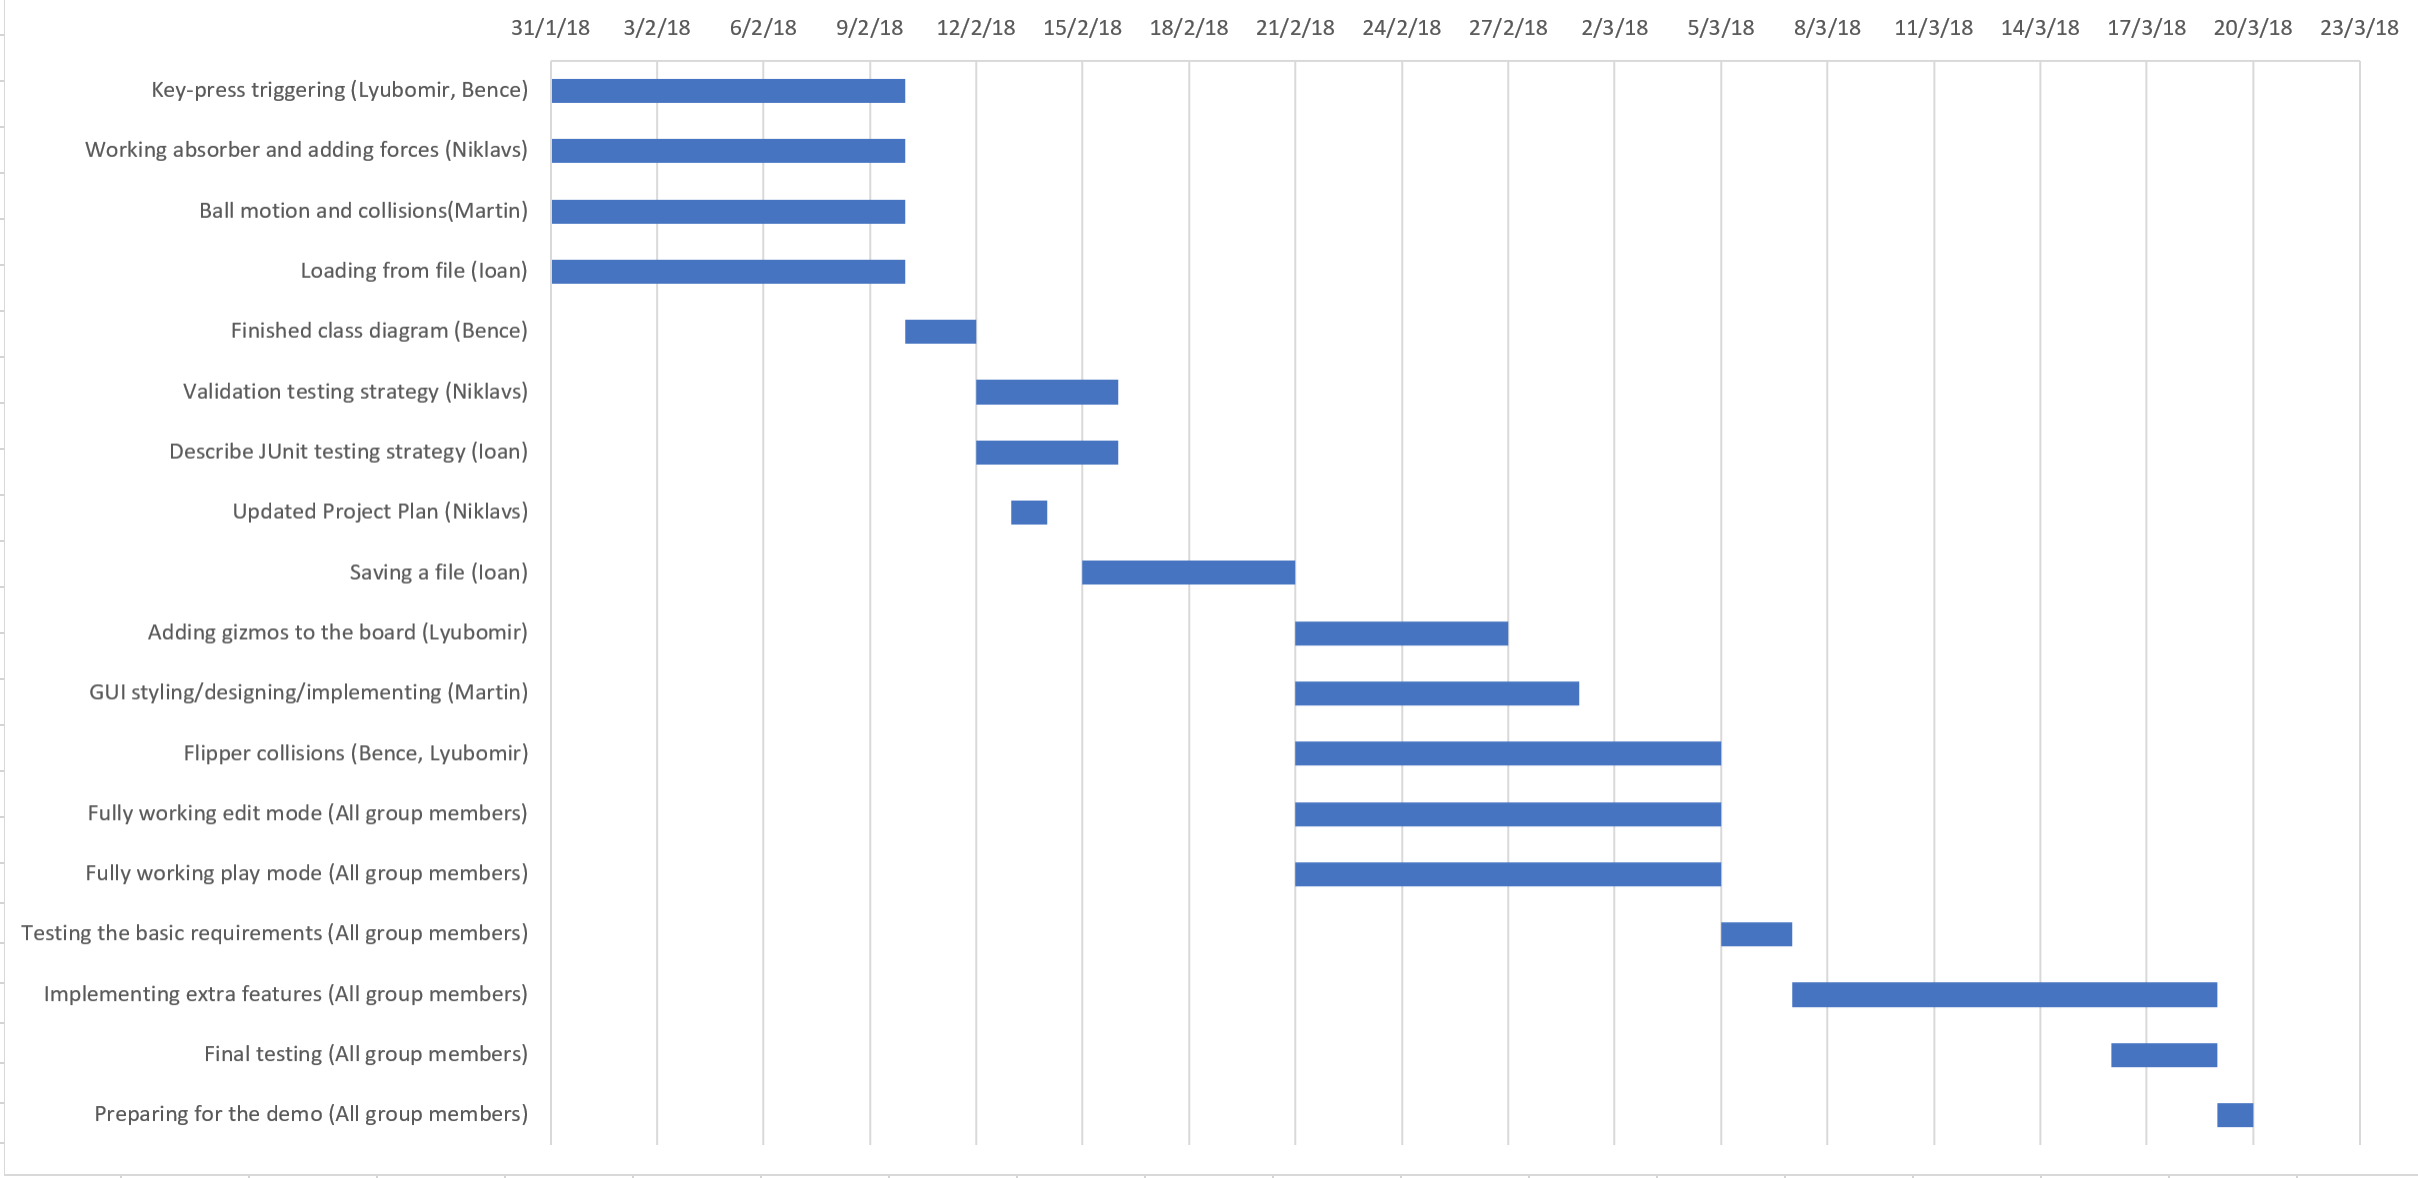 31/1/18 3/2/18 6/2/18 9/2/18 12/2/18 15/2/18 18/2/18 21/2/18 24/2/18 27/2/18 2/3/18 5/3/18 8/3/18 11/3/18 14/3/18 17/3/18 20/3/18 23/3/18
Key-press triggering (Lyubomir, Bence)
Working absorber and adding forces (Niklavs)
Ball motion and collisions(Martin)
Loading from file (Ioan)
Finished class diagram (Bence)
Validation testing strategy (Niklavs)
Describe JUnit testing strategy (Ioan)
Updated Project Plan (Niklavs)
Saving a file (Ioan)
Adding gizmos to the board (Lyubomir)
GUI styling/designing/implementing (Martin)
Flipper collisions (Bence, Lyubomir)
Fully working edit mode (All group members)
Fully working play mode (All group members)
Testing the basic requirements (All group members)
Implementing extra features (All group members)
Final testing (All group members)
Preparing for the demo (All group members)